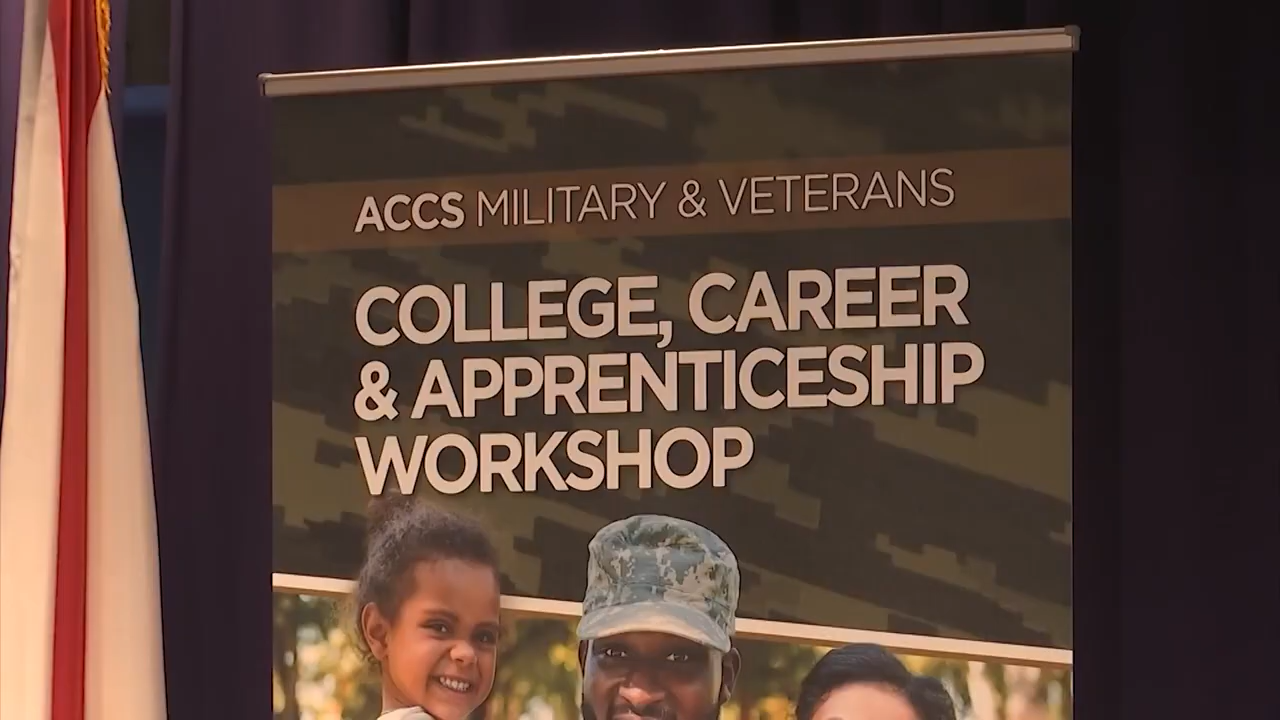 ACCS MILITARY & VETERANS
COLLEGE, CAREER
& APPRENTICESHIP
WORKSHOP